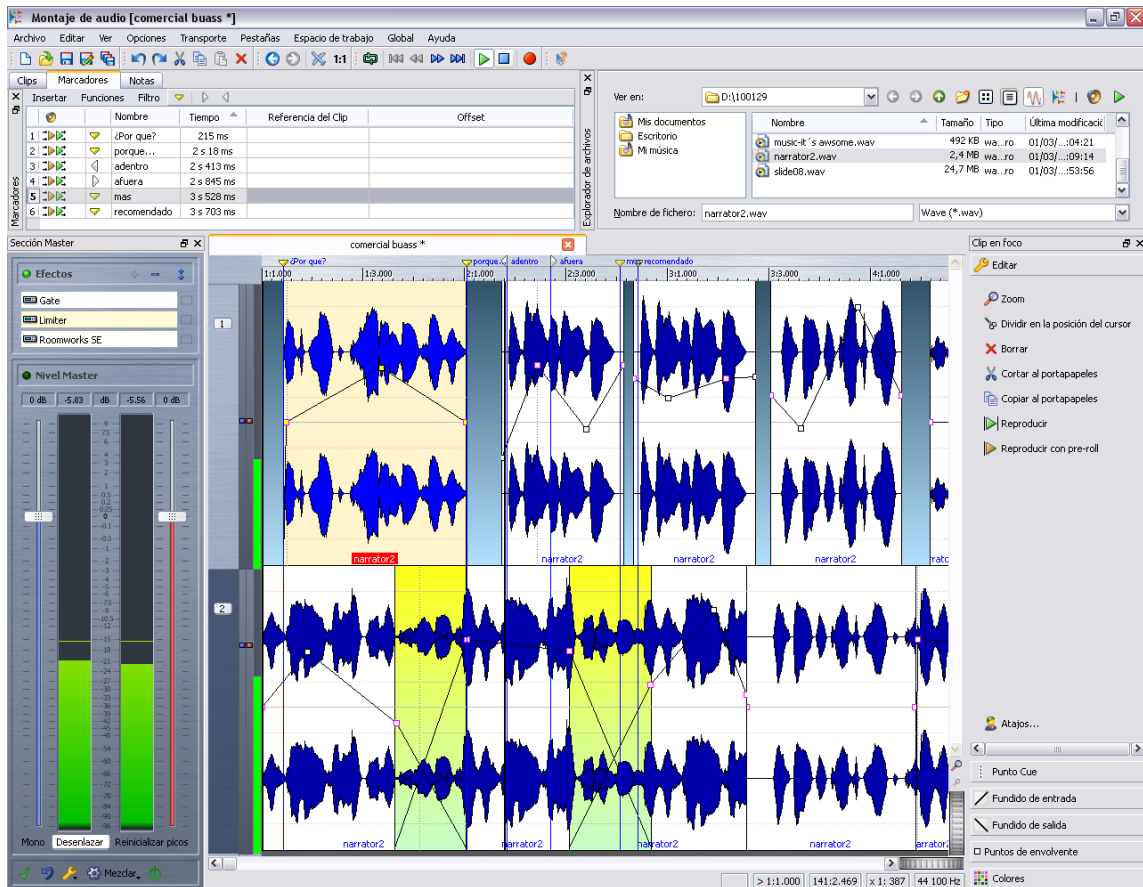 Montaje de audio [comercial buass *]
Archivo Editar Ver Opciones Transporte Pestañas Espacio de trabajo Global Ayuda
1:1
Clips Marcadores Notas
Insertar Funciones Filtro
Nombre Tiempo Referencia del Clip Offset
1 ¿Por que? 215 ms
2 porque... 2 s 18 ms
3 adentro 2 s 413 ms
4 afuera 2 s 845 ms
5 mas 3 s 528 ms
6 recomendado 3 s 703 ms
Marcadores
Explorador de archivos
Ver en: D:\100129
Mis documentos
Escritorio
Mi música
Nombre Tamaño Tipo Última modificació
music-it´s awsome.wav 492 KB wa...ro 01/03/...:04:21
narrator2.wav 2,4 MB wa...ro 01/03/...:09:14
slide08.wav 24,7 MB wa...ro 01/03/...:53:56
Nombre de fichero: narrator2.wav Wave (*.wav)
Sección Master
Efectos
Gate
Limiter
Roomworks SE
Nivel Master
0 dB -5.83 dB -5.56 0 dB
Mono Desenlazar Reinicializar picos
Mezclar
comercial buass *
¿Por que? porque... adentro afuera recomendado
1:1.000 1:3.000 2:1.000 2:3.000 3:1.000 3:3.000 4:1.000
1
narrator2 narrator2 narrator2 narrator2
2
narrator2 narrator2 narrator2 narrator2 narrator2
> 1:1.000 141:2.469 x 1: 387 44 100 Hz
Clip en foco
Editar
Zoom
Dividir en la posición del cursor
Borrar
Cortar al portapapeles
Copiar al portapapeles
Reproducir
Reproducir con pre-roll
Atajos...
Punto Cue
Fundido de entrada
Fundido de salida
Puntos de envolvente
Colores